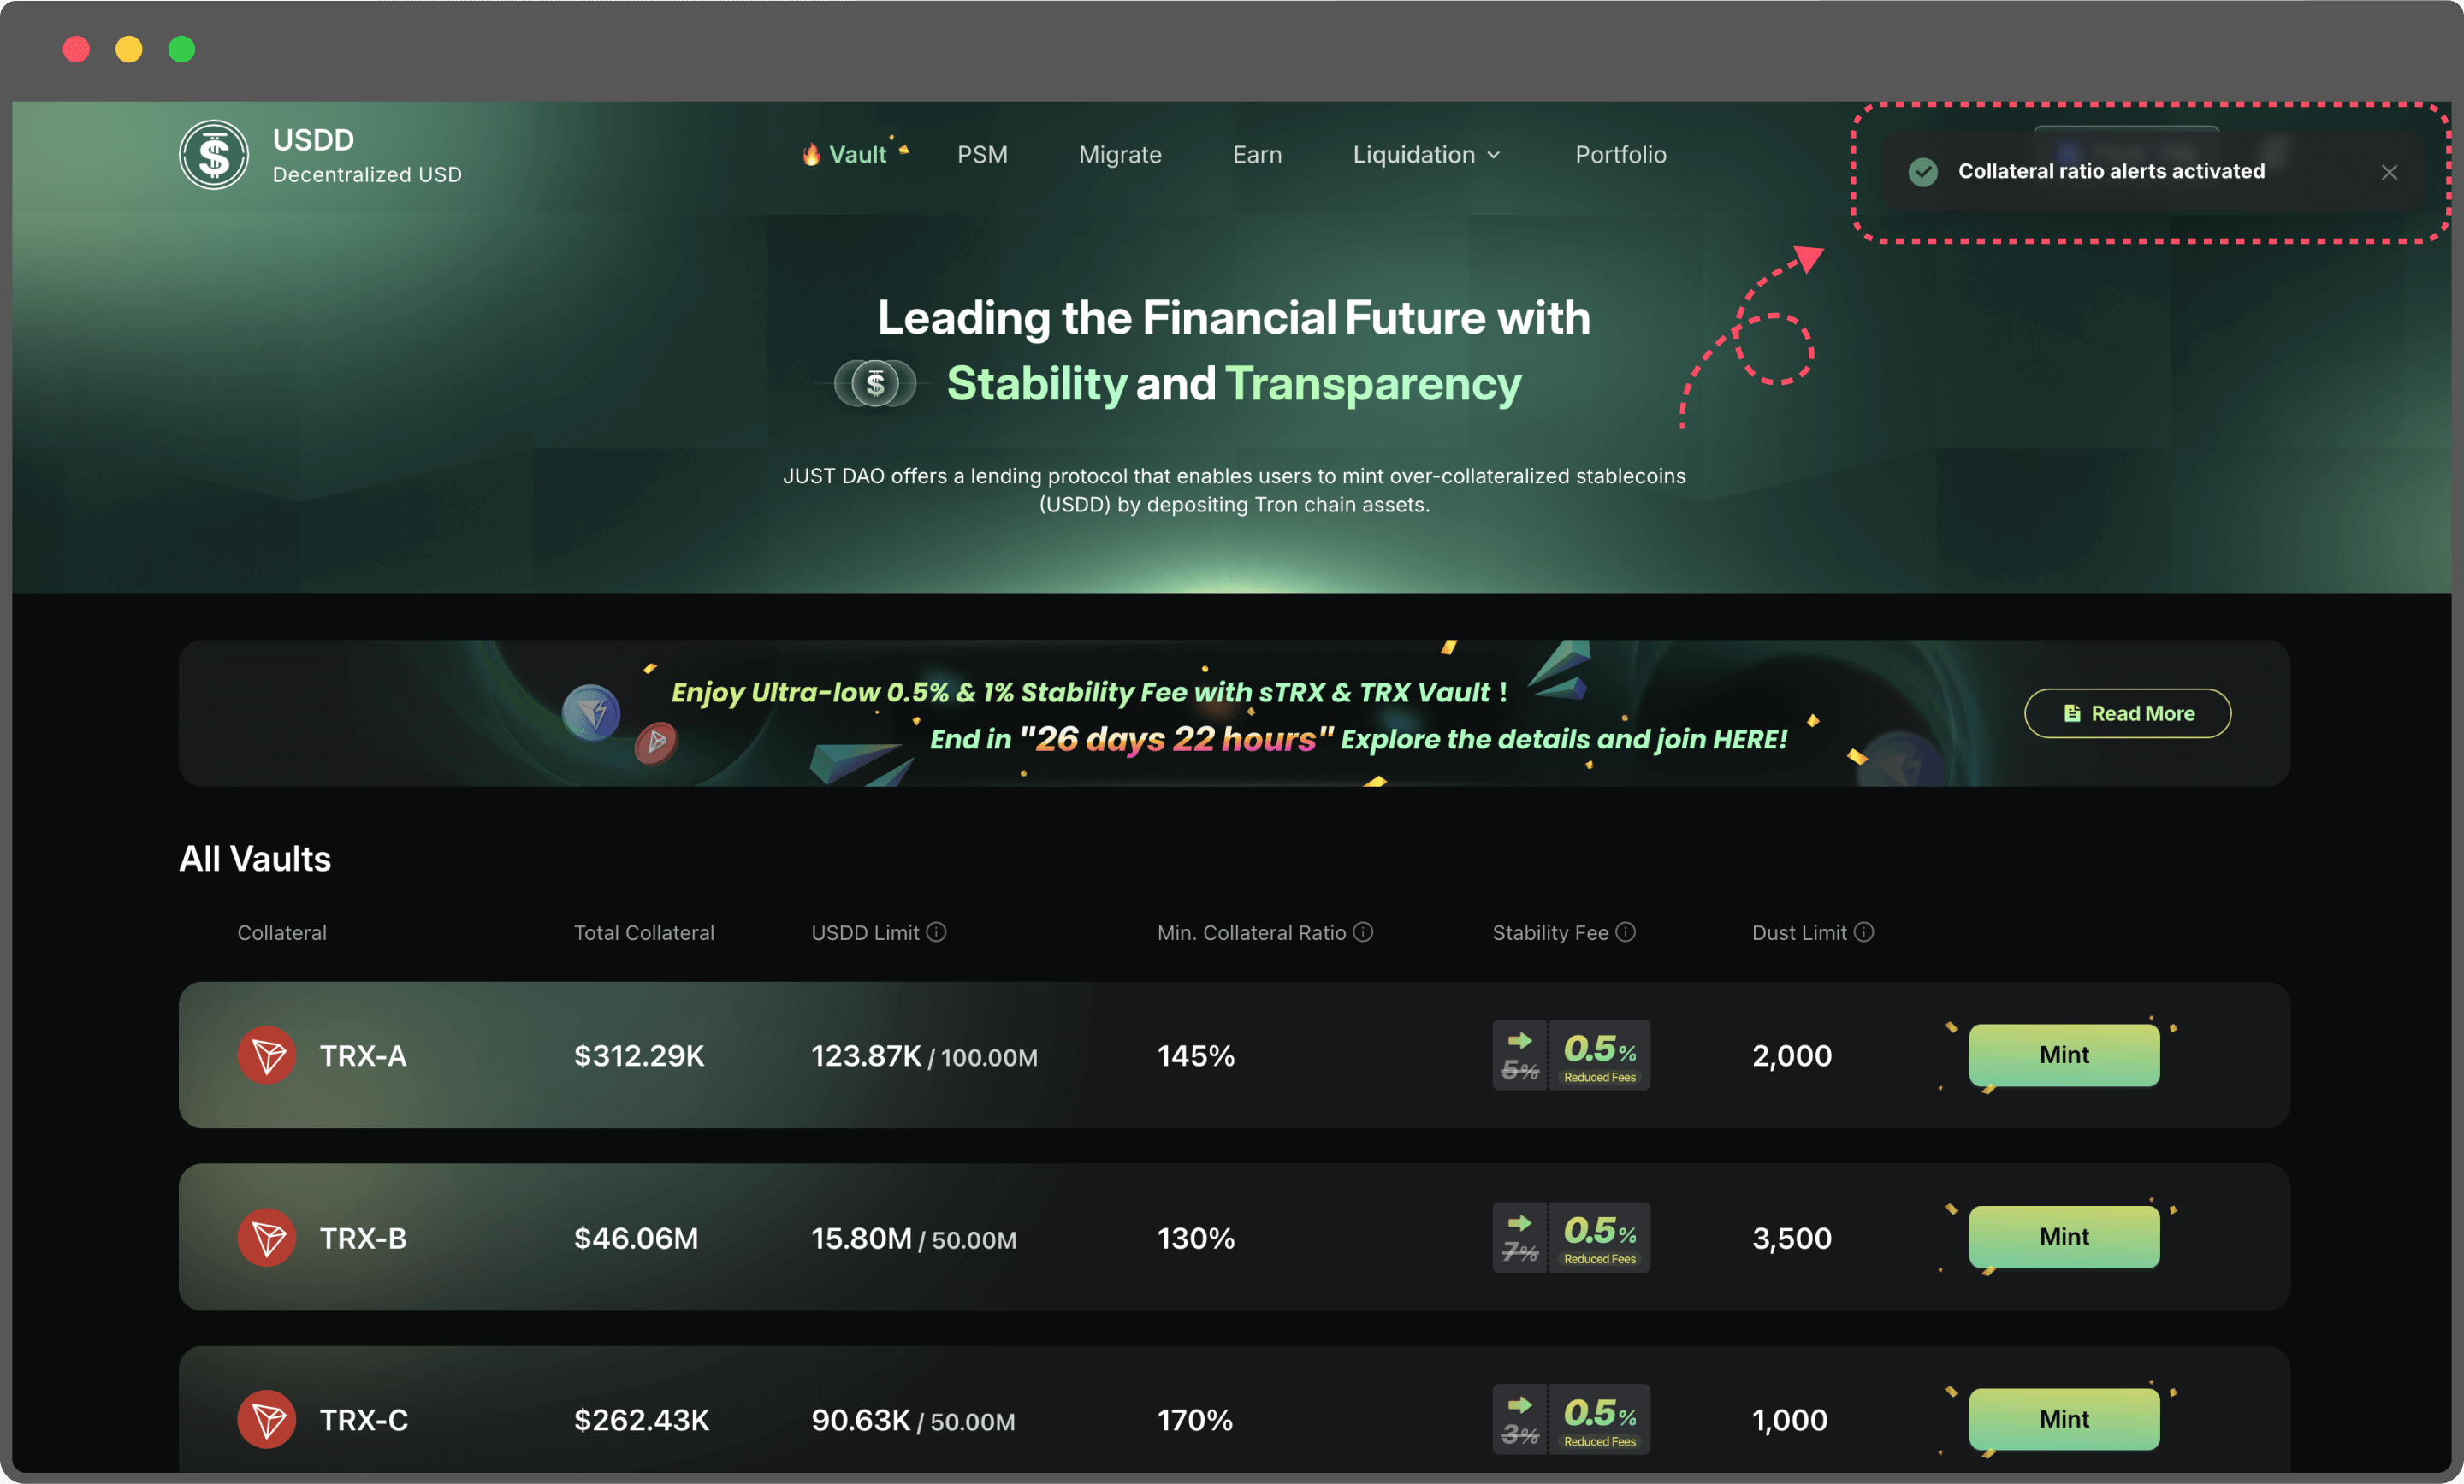 USDD
Decentralized USD
Vault
PSM
Migrate
Earn
Liquidation
Portfolio
Collateral ratio alerts activated
Leading the Financial Future with
Stability and Transparency
JUST DAO offers a lending protocol that enables users to mint over-collateralized stablecoins
(USDD) by depositing Tron chain assets.
Enjoy Ultra-low 0.5% & 1% Stability Fee with sTRX & TRX Vault !
End in "26 days 22 hours" Explore the details and join HERE!
Read More
All Vaults
Collateral
Total Collateral
USDD Limit
Min. Collateral Ratio
Stability Fee
Dust Limit
TRX-A
$312.29K
123.87K / 100.00M
145%
5%
0.5%
Reduced Fees
2,000
Mint
TRX-B
$46.06M
15.80M / 50.00M
130%
7%
0.5%
Reduced Fees
3,500
Mint
TRX-C
$262.43K
90.63K / 50.00M
170%
3%
0.5%
Reduced Fees
1,000
Mint